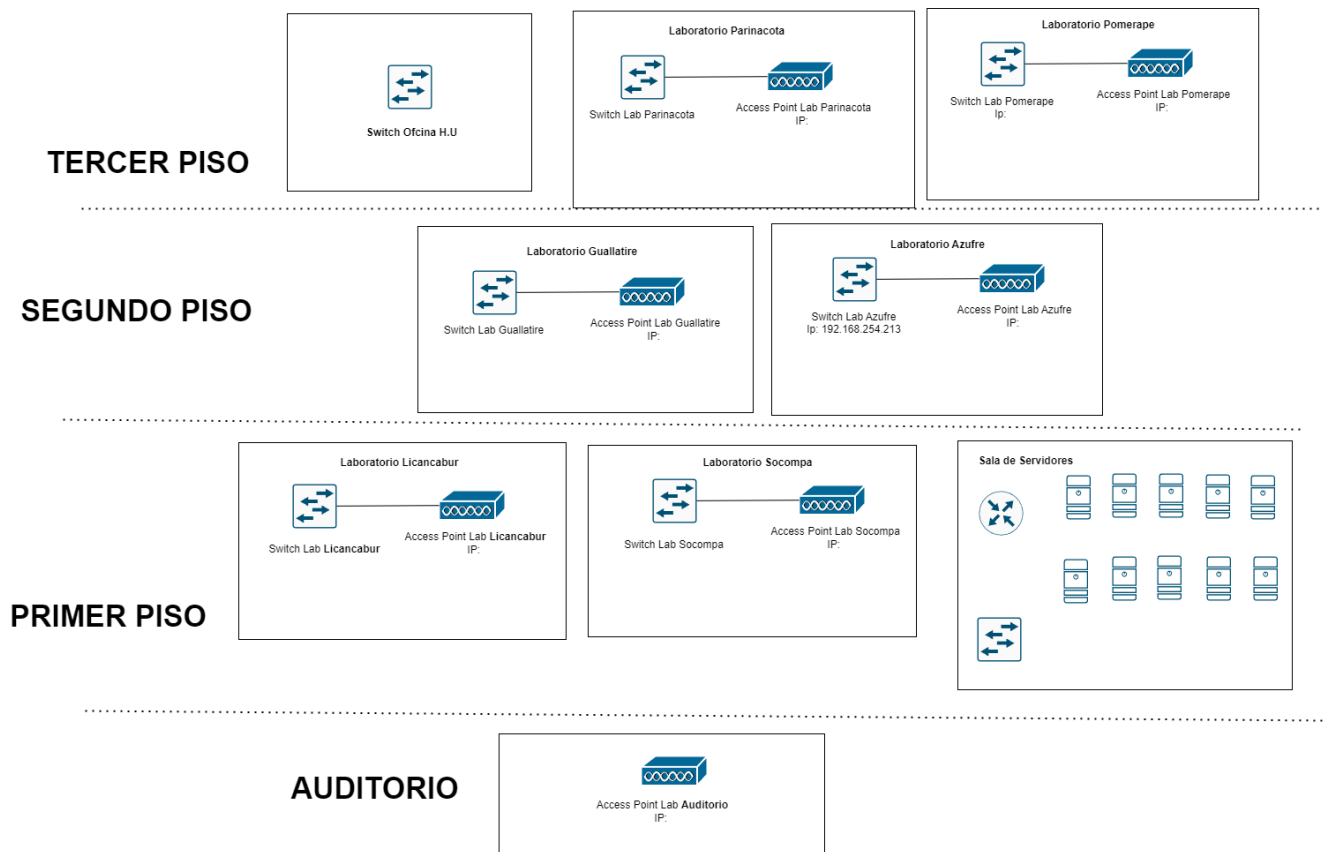 TERCER PISO
Switch Ofcina H.U
Laboratorio Parinacota
Switch Lab Parinacota
Access Point Lab Parinacota
IP:
Laboratorio Pomerape
Switch Lab Pomerape
Ip:
Access Point Lab Pomerape
IP:
SEGUNDO PISO
Laboratorio Guallatire
Switch Lab Guallatire
Access Point Lab Guallatire
IP:
Laboratorio Azufre
Switch Lab Azufre
Ip: 192.168.254.213
Access Point Lab Azufre
IP:
PRIMER PISO
Laboratorio Licancabur
Switch Lab Licancabur
Access Point Lab Licancabur
IP:
Laboratorio Socompa
Switch Lab Socompa
Access Point Lab Socompa
IP:
Sala de Servidores
AUDITORIO
Access Point Lab Auditorio
IP: